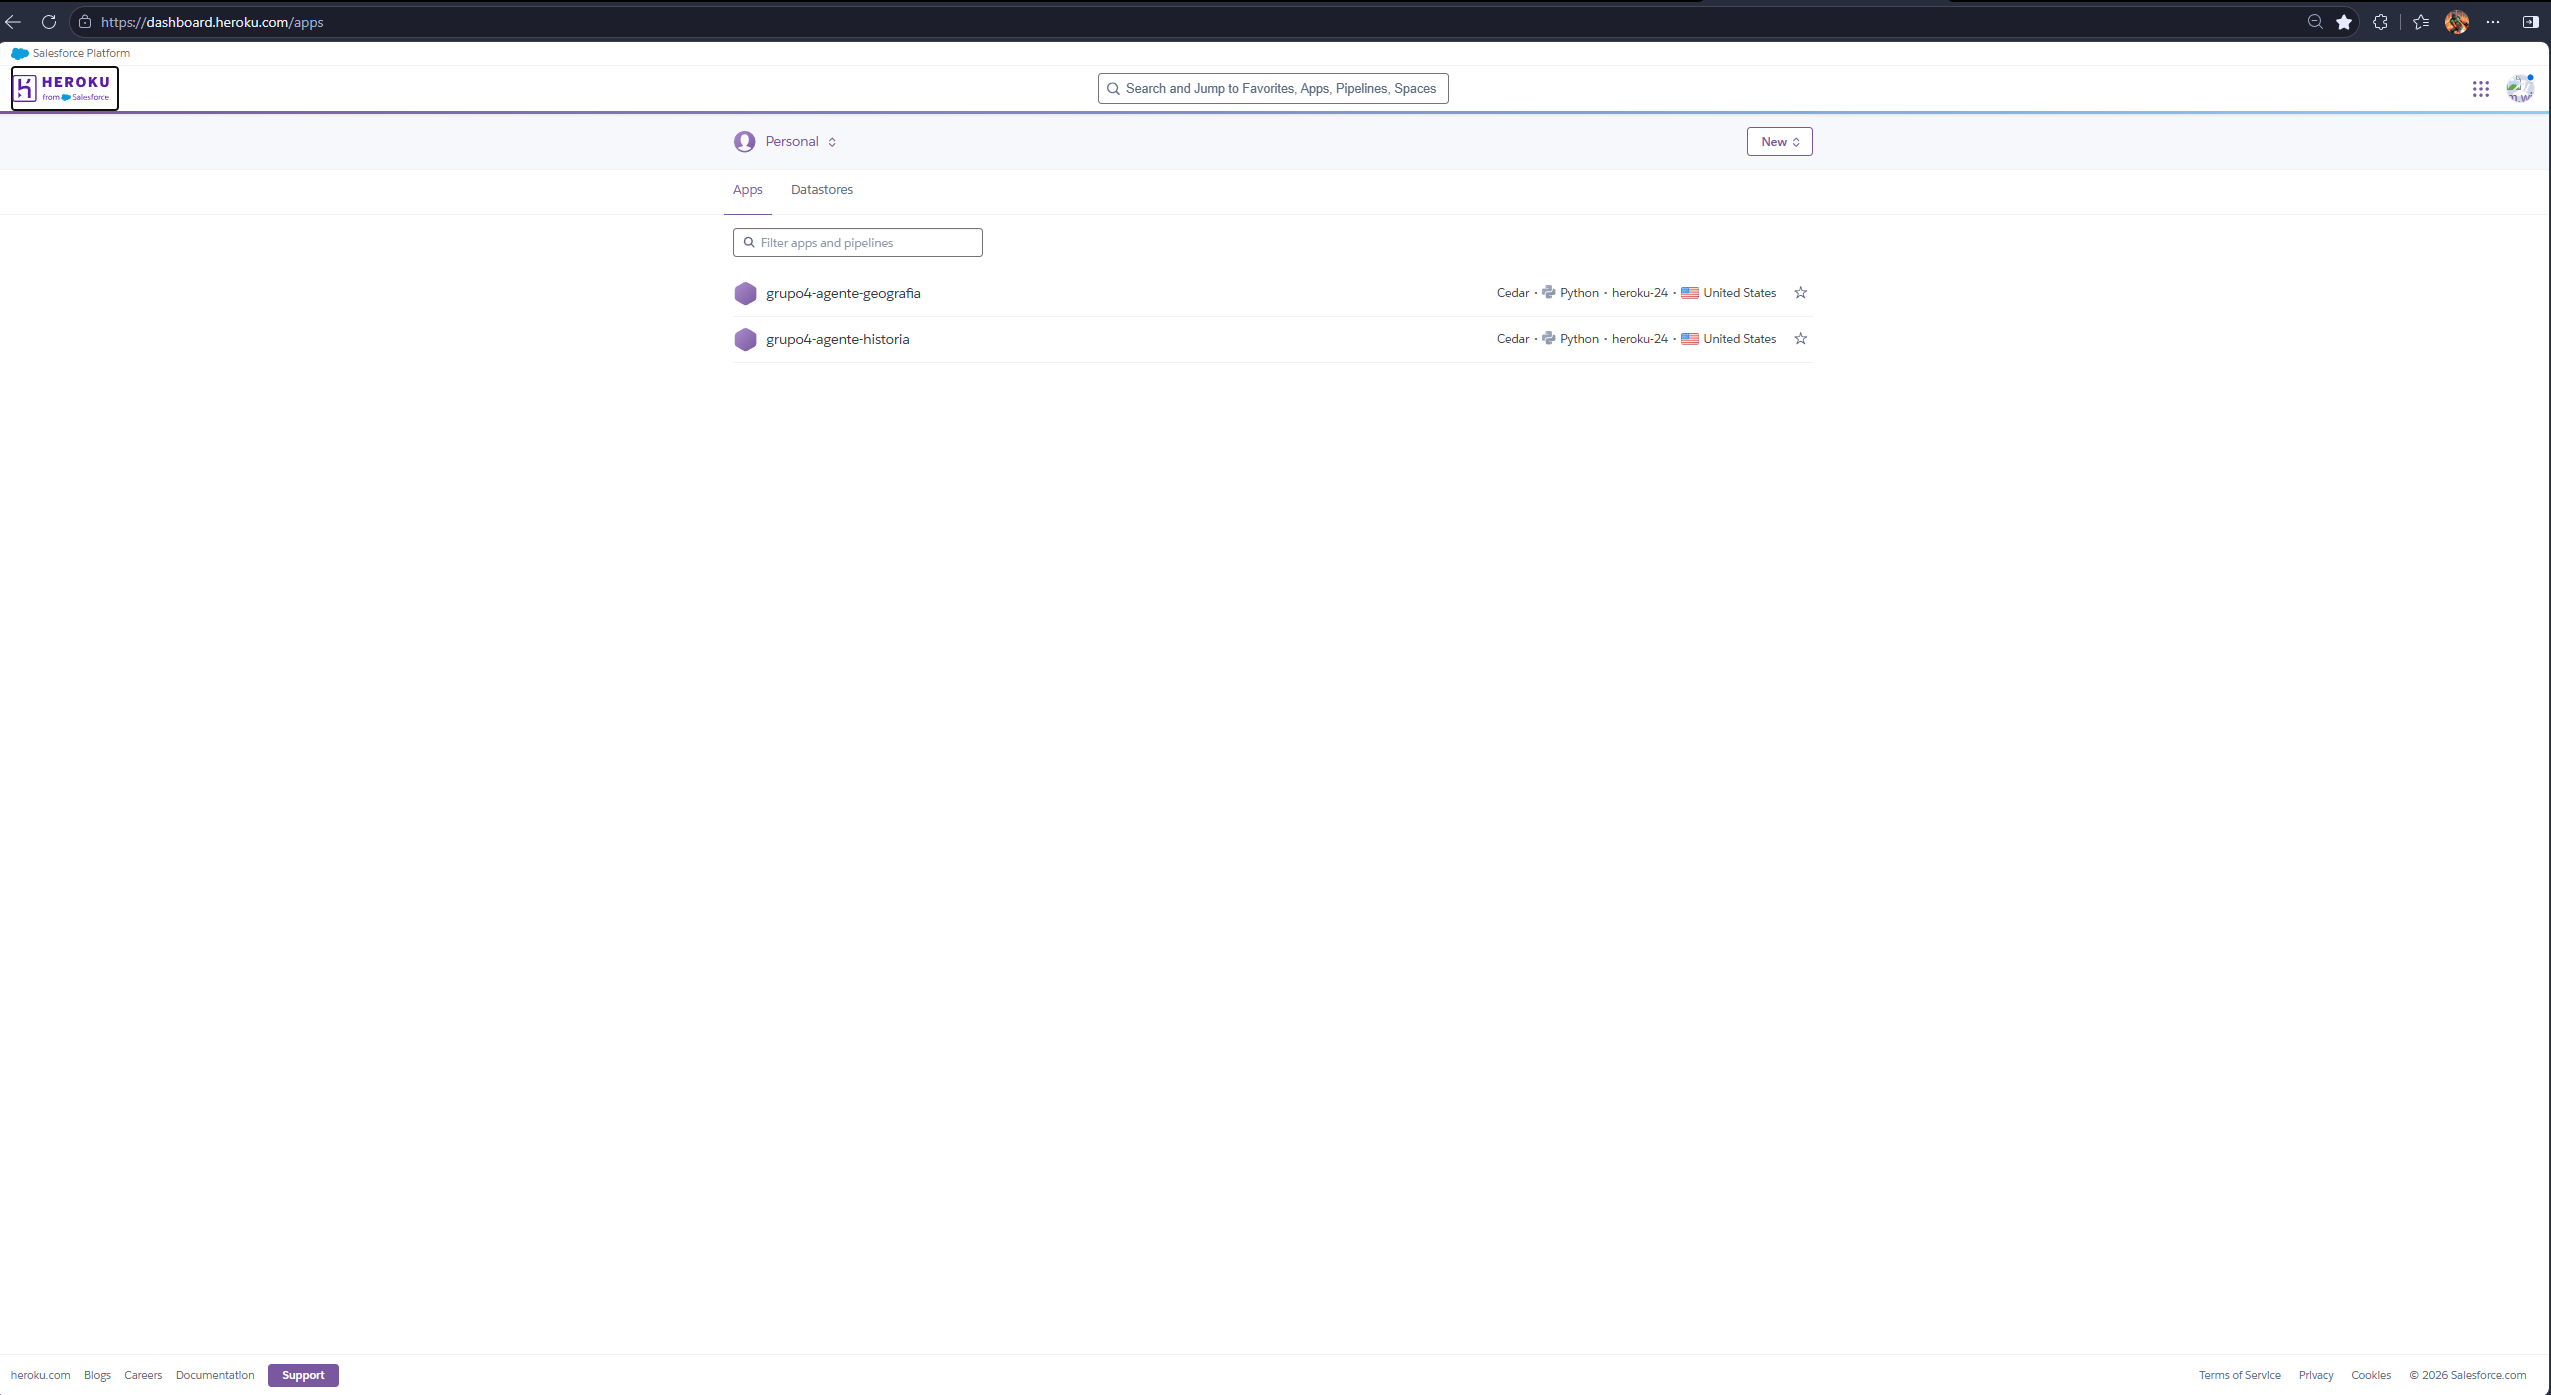 https://dashboard.heroku.com/apps
Salesforce Platform
HEROKU
from Salesforce
Search and Jump to Favorites, Apps, Pipelines, Spaces
Personal
New
Apps
Datastores
Filter apps and pipelines
grupo4-agente-geografia
Cedar · Python · heroku-24 · United States
grupo4-agente-historia
Cedar · Python · heroku-24 · United States
heroku.com Blogs Careers Documentation Support
Terms of Service Privacy Cookies © 2026 Salesforce.com